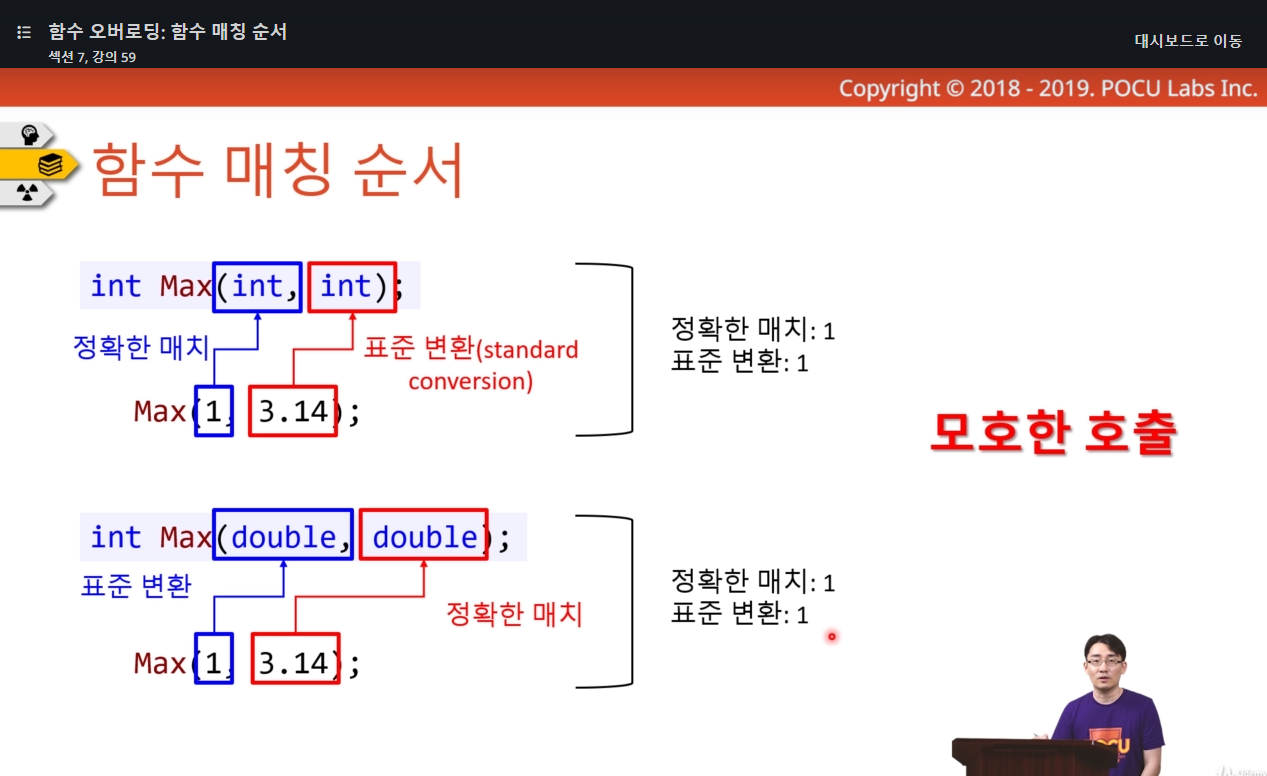 함수 오버로딩: 함수 매칭 순서
섹션 7, 강의 59
대시보드로 이동
Copyright © 2018 - 2019. POCU Labs Inc.
함수 매칭 순서
int Max(int, int);
정확한 매치
표준 변환(standard
conversion)
Max(1, 3.14);
정확한 매치: 1
표준 변환: 1
모호한 호출
int Max(double, double);
표준 변환
정확한 매치
Max(1, 3.14);
정확한 매치: 1
표준 변환: 1